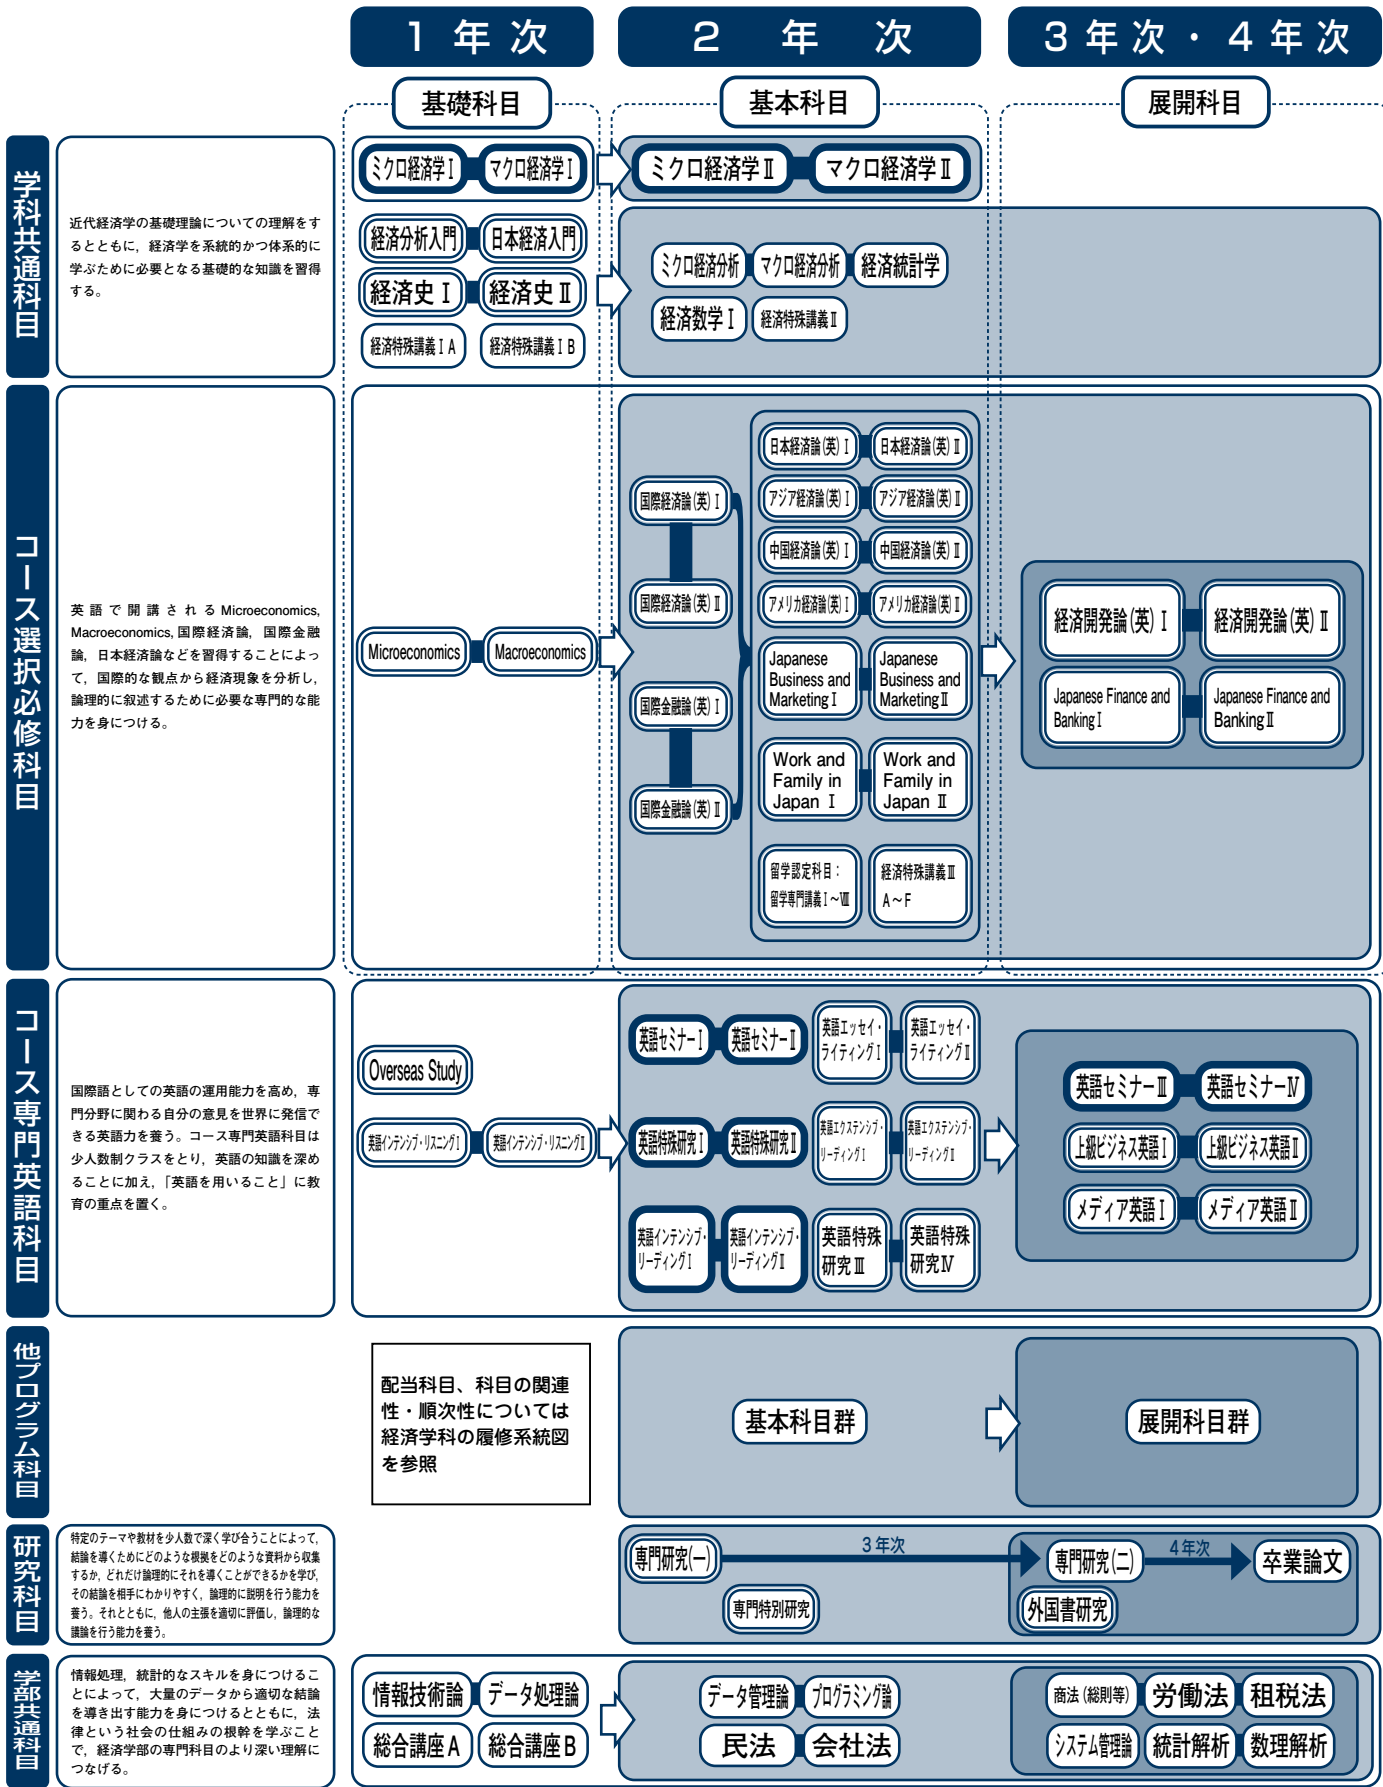 1年次
2年次
3年次・4年次
基礎科目
基本科目
展開科目
学科共通科目
近代経済学の基礎理論についての理解をす
るとともに，経済学を系統的かつ体系的に
学ぶために必要となる基礎的な知識を習得
する。
ミクロ経済学Ⅰ
マクロ経済学Ⅰ
ミクロ経済学Ⅱ
マクロ経済学Ⅱ
経済分析入門
日本経済入門
経済史Ⅰ
経済史Ⅱ
経済特殊講義ⅠA
経済特殊講義ⅠB
ミクロ経済分析
マクロ経済分析
経済統計学
経済数学Ⅰ
経済特殊講義Ⅱ
コース選択必修科目
英語で開講されるMicroeconomics,
Macroeconomics, 国際経済論，国際金融
論，日本経済論などを習得することによっ
て，国際的な観点から経済現象を分析し，
論理的に叙述するために必要な専門的な能
力を身につける。
Microeconomics
Macroeconomics
国際経済論(英)Ⅰ
国際経済論(英)Ⅱ
国際金融論(英)Ⅰ
国際金融論(英)Ⅱ
日本経済論(英)Ⅰ
日本経済論(英)Ⅱ
アジア経済論(英)Ⅰ
アジア経済論(英)Ⅱ
中国経済論(英)Ⅰ
中国経済論(英)Ⅱ
アメリカ経済論(英)Ⅰ
アメリカ経済論(英)Ⅱ
Japanese
Business and
MarketingⅠ
Japanese
Business and
MarketingⅡ
Work and
Family in
Japan Ⅰ
Work and
Family in
Japan Ⅱ
留学認定科目：
留学専門講義Ⅰ～Ⅷ
経済特殊講義Ⅲ
A～F
経済開発論(英)Ⅰ
経済開発論(英)Ⅱ
Japanese Finance and
BankingⅠ
Japanese Finance and
BankingⅡ
コース専門英語科目
国際語としての英語の運用能力を高め，専
門分野に関わる自分の意見を世界に発信で
きる英語力を養う。コース専門英語科目は
少人数制クラスをとり，英語の知識を深め
ることに加え，「英語を用いること」に教
育の重点を置く。
Overseas Study
英語インテンシブ・リスニングⅠ
英語インテンシブ・リスニングⅡ
英語セミナーⅠ
英語セミナーⅡ
英語エッセイ・
ライティングⅠ
英語エッセイ・
ライティングⅡ
英語特殊研究Ⅰ
英語特殊研究Ⅱ
英語エクステンシブ・
リーディングⅠ
英語エクステンシブ・
リーディングⅡ
英語インテンシブ・
リーディングⅠ
英語インテンシブ・
リーディングⅡ
英語特殊
研究Ⅲ
英語特殊
研究Ⅳ
英語セミナーⅢ
英語セミナーⅣ
上級ビジネス英語Ⅰ
上級ビジネス英語Ⅱ
メディア英語Ⅰ
メディア英語Ⅱ
他プログラム科目
配当科目、科目の関連
性・順次性については
経済学科の履修系統図
を参照
基本科目群
展開科目群
研究科目
特定のテーマや教材を少人数で深く学び合うことによって，
結論を導くためにどのような根拠をどのような資料から収集
するか，どれだけ論理的にそれを導くことができるかを学び，
その結論を相手にわかりやすく，論理的に説明を行う能力を
養う。それとともに，他人の主張を適切に評価し，論理的な
議論を行う能力を養う。
専門研究(一)
3年次
専門研究(二)
4年次
卒業論文
専門特別研究
外国書研究
学部共通科目
情報処理，統計的なスキルを身につけるこ
とによって，大量のデータから適切な結論
を導き出す能力を身につけるとともに，法
律という社会の仕組みの根幹を学ぶこと
で，経済学部の専門科目のより深い理解に
つなげる。
情報技術論
データ処理論
総合講座A
総合講座B
データ管理論
プログラミング論
民法
会社法
商法(総則等)
労働法
租税法
システム管理論
統計解析
数理解析